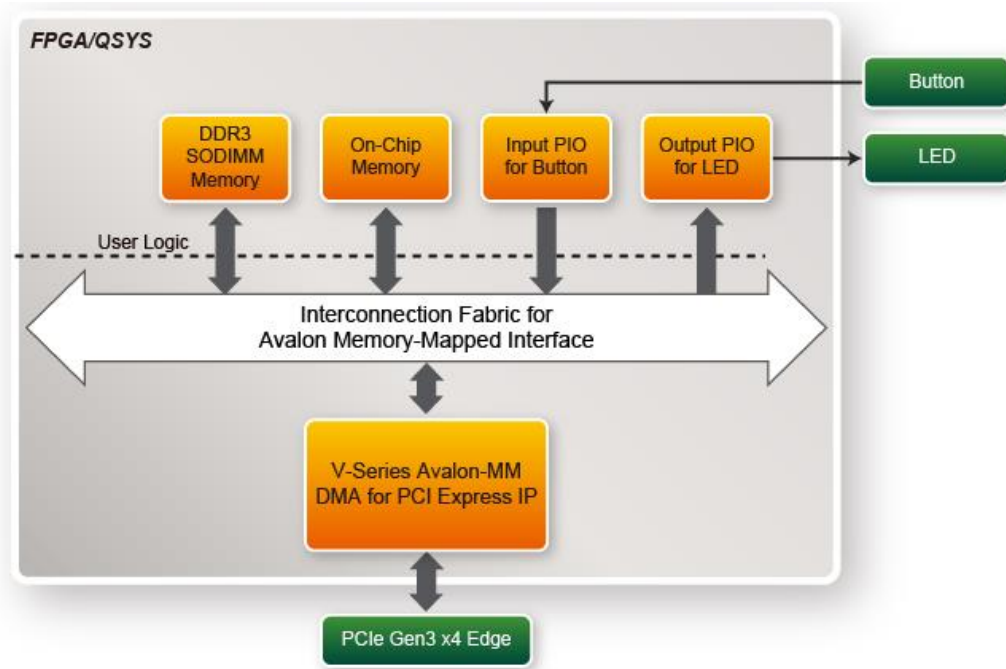 FPGA/QSYS
Button
DDR3
SODIMM
Memory
On-Chip
Memory
Input PIO
for Button
Output PIO
for LED
LED
User Logic
Interconnection Fabric for
Avalon Memory-Mapped Interface
V-Series Avalon-MM
DMA for PCI Express IP
PCIe Gen3 x4 Edge